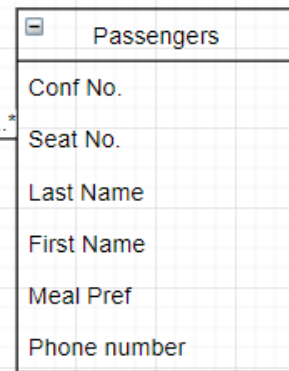 Passengers
Conf No.
..*
Seat No.
Last Name
First Name
Meal Pref
Phone number